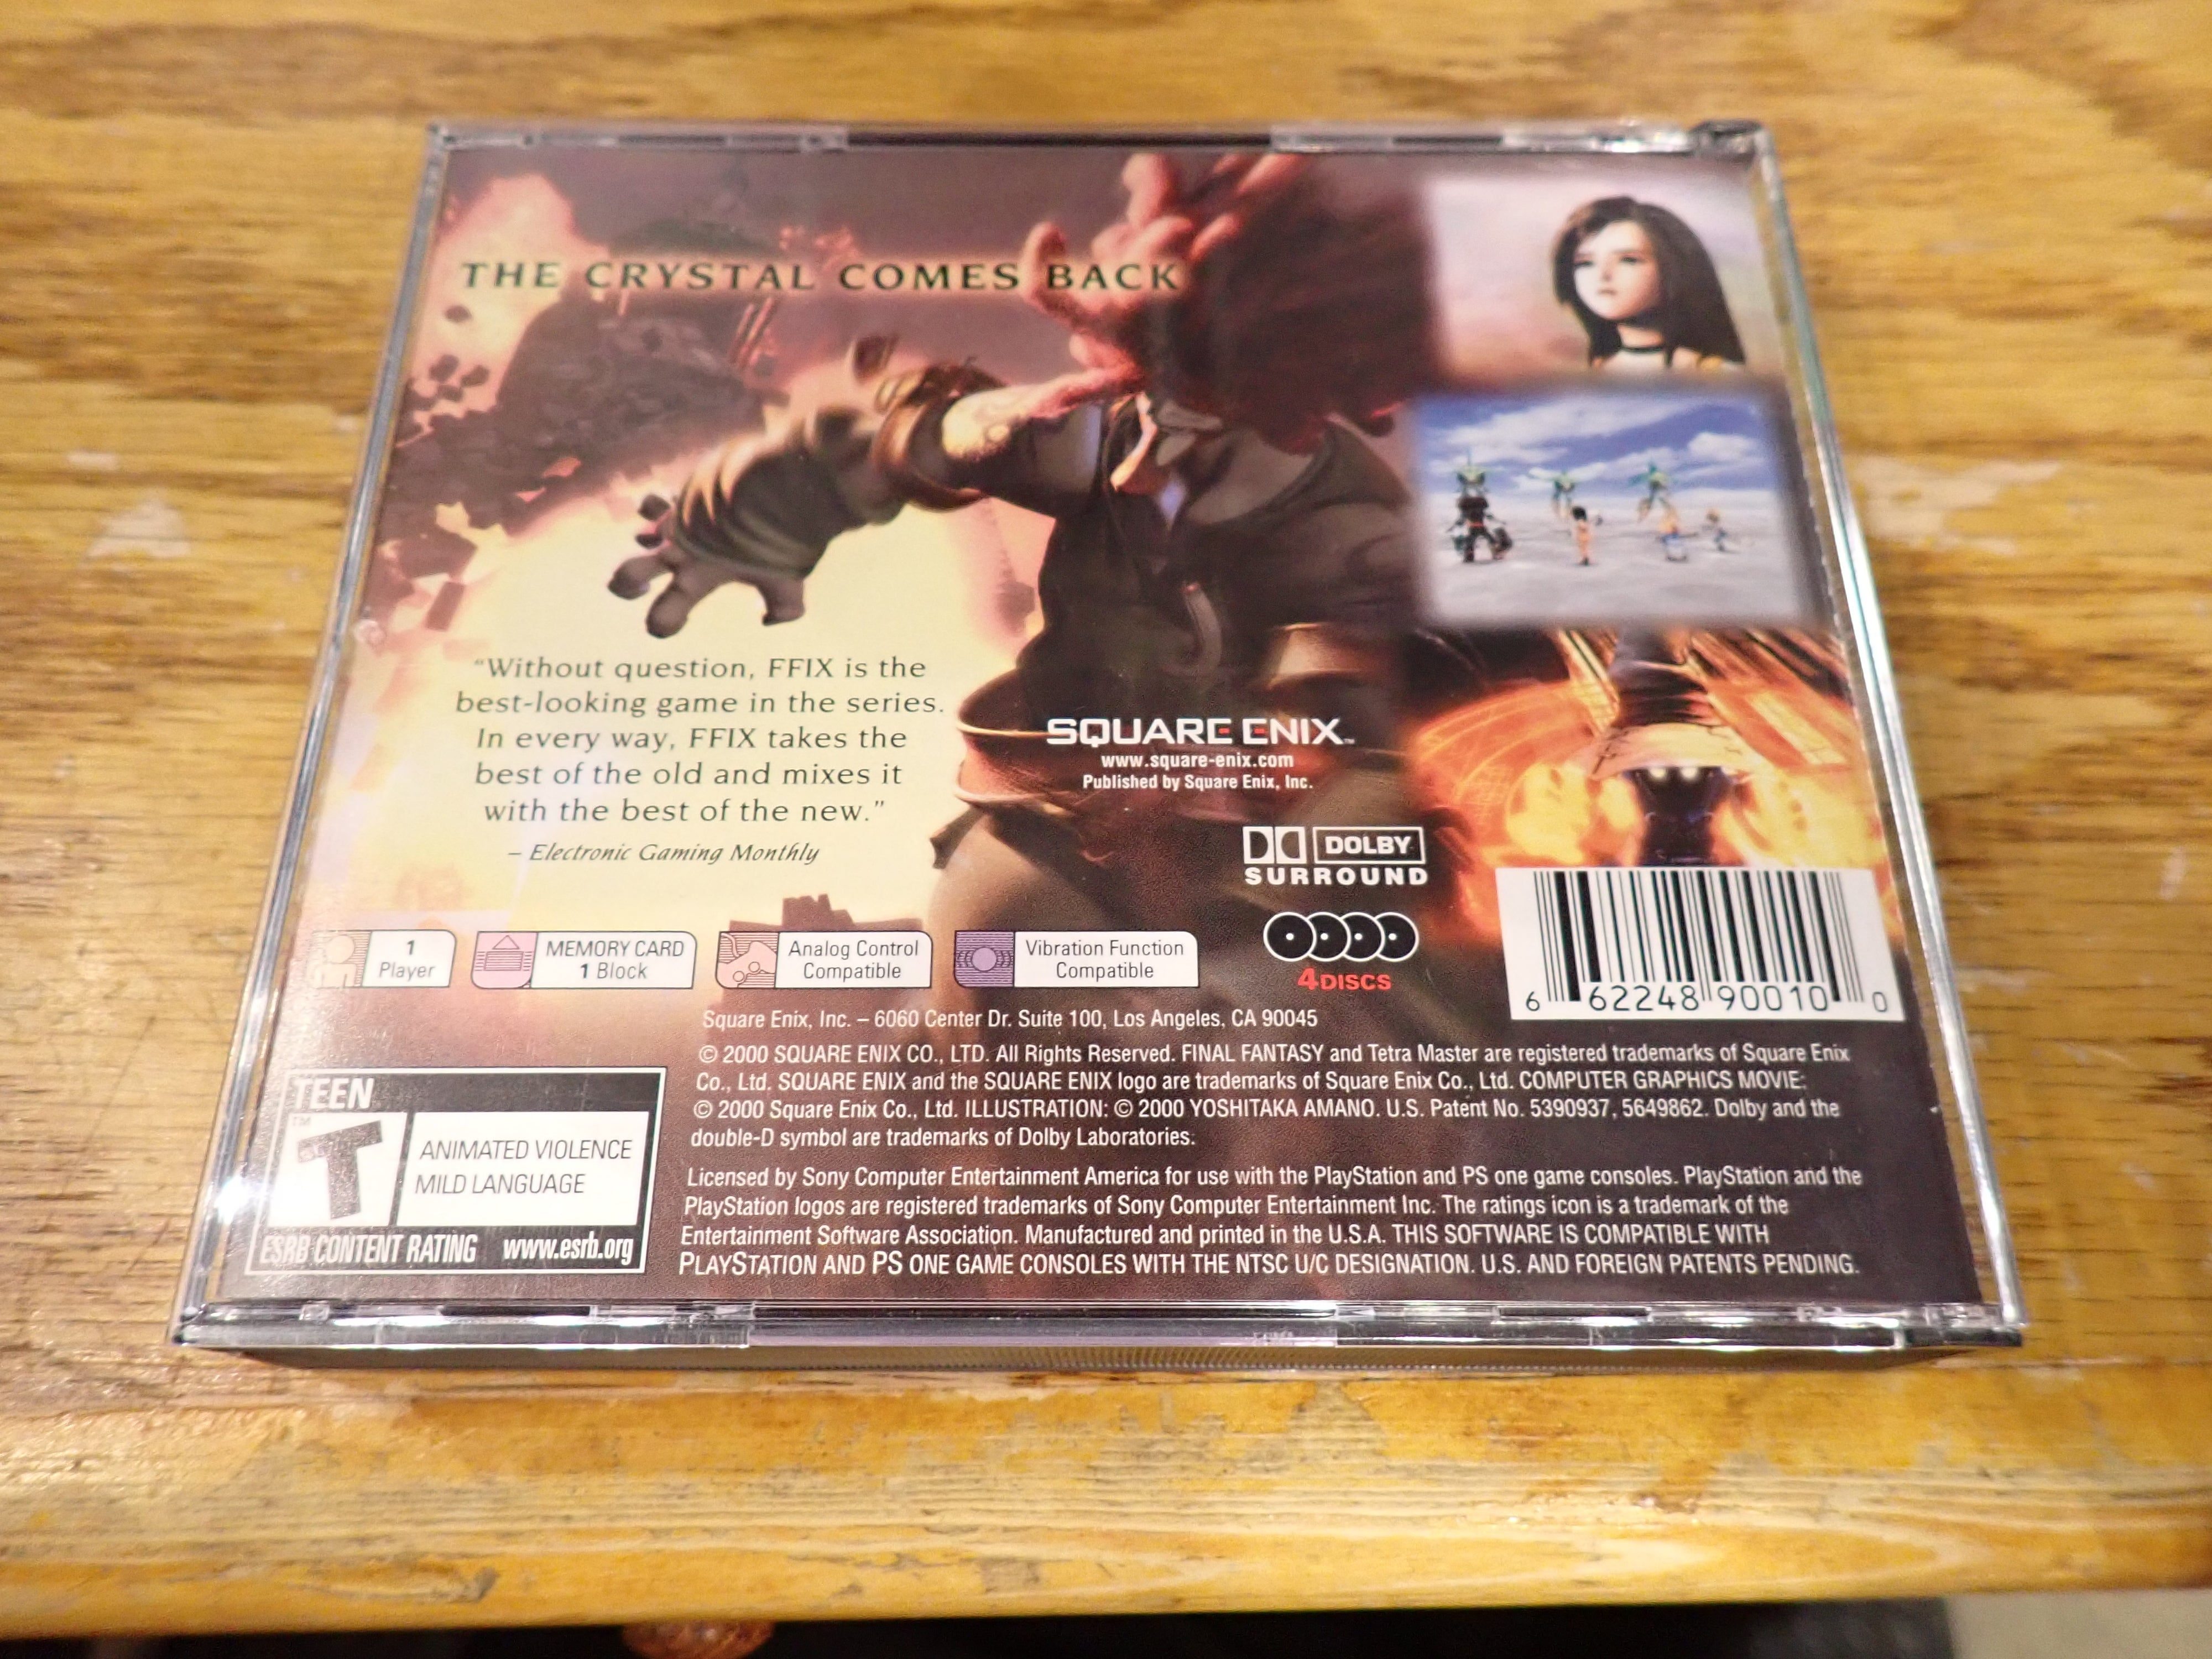 THE CRYSTAL COMES BACK
“Without question, FFIX is the
best-looking game in the series.
In every way, FFIX takes the
best of the old and mixes it
with the best of the new.”
– Electronic Gaming Monthly
SQUARE ENIX™
www.square-enix.com
Published by Square Enix, Inc.
DOLBY
SURROUND
1
Player
MEMORY CARD
1 Block
Analog Control
Compatible
Vibration Function
Compatible
4 DISCS
6 62248 90010 0
Square Enix, Inc. – 6060 Center Dr. Suite 100, Los Angeles, CA 90045
© 2000 SQUARE ENIX CO., LTD. All Rights Reserved. FINAL FANTASY and Tetra Master are registered trademarks of Square Enix
Co., Ltd. SQUARE ENIX and the SQUARE ENIX logo are trademarks of Square Enix Co., Ltd. COMPUTER GRAPHICS MOVIE:
© 2000 Square Enix Co., Ltd. ILLUSTRATION: © 2000 YOSHITAKA AMANO. U.S. Patent No. 5390937, 5649862. Dolby and the
double-D symbol are trademarks of Dolby Laboratories.
Licensed by Sony Computer Entertainment America for use with the PlayStation and PS one game consoles. PlayStation and the
PlayStation logos are registered trademarks of Sony Computer Entertainment Inc. The ratings icon is a trademark of the
Entertainment Software Association. Manufactured and printed in the U.S.A. THIS SOFTWARE IS COMPATIBLE WITH
PLAYSTATION AND PS ONE GAME CONSOLES WITH THE NTSC U/C DESIGNATION. U.S. AND FOREIGN PATENTS PENDING.
TEEN
™
T
ANIMATED VIOLENCE
MILD LANGUAGE
ESRB CONTENT RATING www.esrb.org